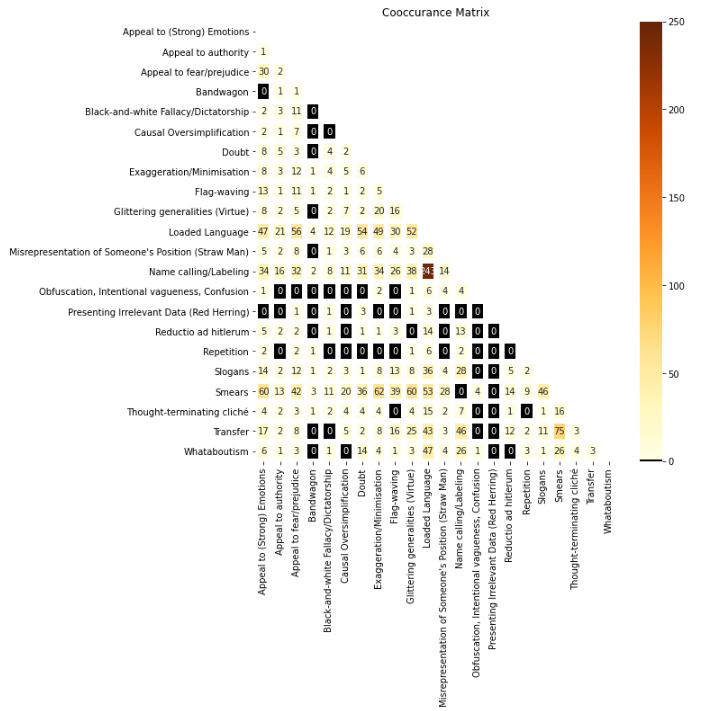 Cooccurance Matrix
Appeal to (Strong) Emotions
Appeal to authority 1
Appeal to fear/prejudice 30 2
Bandwagon 0 1 1
Black-and-white Fallacy/Dictatorship 2 3 11 0
Causal Oversimplification 2 1 7 0 0
Doubt 8 5 3 0 4 2
Exaggeration/Minimisation 8 3 12 1 4 5 6
Flag-waving 13 1 11 1 2 1 2 5
Glittering generalities (Virtue) 8 2 5 0 2 7 2 20 16
Loaded Language 47 21 56 4 12 19 54 49 30 52
Misrepresentation of Someone's Position (Straw Man) 5 2 8 0 1 3 6 6 4 3 28
Name calling/Labeling 34 16 32 2 8 11 31 34 26 38 243 14
Obfuscation, Intentional vagueness, Confusion 1 0 0 0 0 0 0 2 0 1 6 4 4
Presenting Irrelevant Data (Red Herring) 0 0 1 0 1 0 3 0 0 1 3 0 0 0
Reductio ad hitlerum 5 2 2 0 1 0 1 1 3 0 14 0 13 0 0
Repetition 2 0 2 1 0 0 0 0 0 1 6 0 2 0 0 0
Slogans 14 2 12 1 2 3 1 8 13 8 36 4 28 0 0 5 2
Smears 60 13 42 3 11 20 36 62 39 60 53 28 0 4 0 14 9 46
Thought-terminating cliché 4 2 3 1 2 4 4 4 0 4 15 2 7 0 0 1 0 1 16
Transfer 17 2 8 0 0 5 2 8 16 25 43 3 46 0 0 12 2 11 75 3
Whataboutism 6 1 3 0 1 0 14 4 1 3 47 4 26 1 0 0 3 1 26 4 3
Appeal to (Strong) Emotions
Appeal to authority
Appeal to fear/prejudice
Bandwagon
Black-and-white Fallacy/Dictatorship
Causal Oversimplification
Doubt
Exaggeration/Minimisation
Flag-waving
Glittering generalities (Virtue)
Loaded Language
Misrepresentation of Someone's Position (Straw Man)
Name calling/Labeling
Obfuscation, Intentional vagueness, Confusion
Presenting Irrelevant Data (Red Herring)
Reductio ad hitlerum
Repetition
Slogans
Smears
Thought-terminating cliché
Transfer
Whataboutism
250
200
150
100
50
0